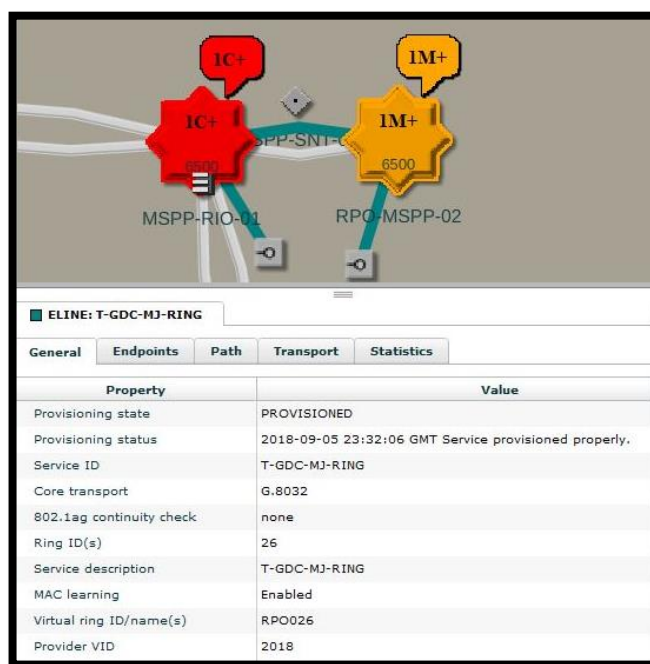 1C+
1M+
1C+
1M+
6500
6500
MSPP-RIO-01
RPO-MSPP-02
ELINE: T-GDC-MJ-RING
General Endpoints Path Transport Statistics
Property Value
Provisioning state PROVISIONED
Provisioning status 2018-09-05 23:32:06 GMT Service provisioned properly.
Service ID T-GDC-MJ-RING
Core transport G.8032
802.1ag continuity check none
Ring ID(s) 26
Service description T-GDC-MJ-RING
MAC learning Enabled
Virtual ring ID/name(s) RPO026
Provider VID 2018